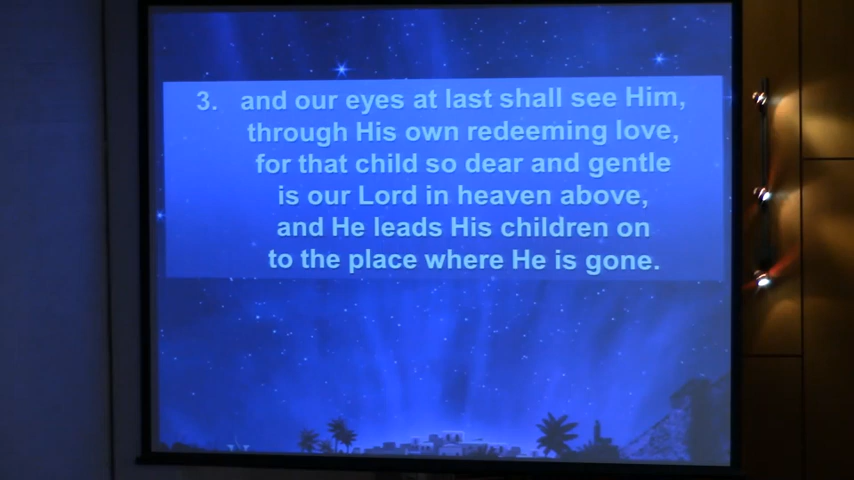 3. and our eyes at last shall see Him,
through His own redeeming love,
for that child so dear and gentle
is our Lord in heaven above,
and He leads His children on
to the place where He is gone.